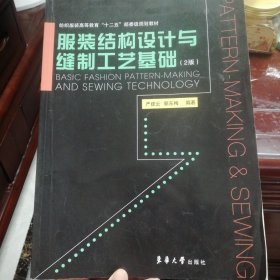 纺织服装高等教育“十二五”部委级规划教材
服装结构设计与
缝制工艺基础（2版）
BASIC FASHION PATTERN-MAKING
AND SEWING TECHNOLOGY
编著
东华大学出版社
PATTERN-MAKING & SEWING